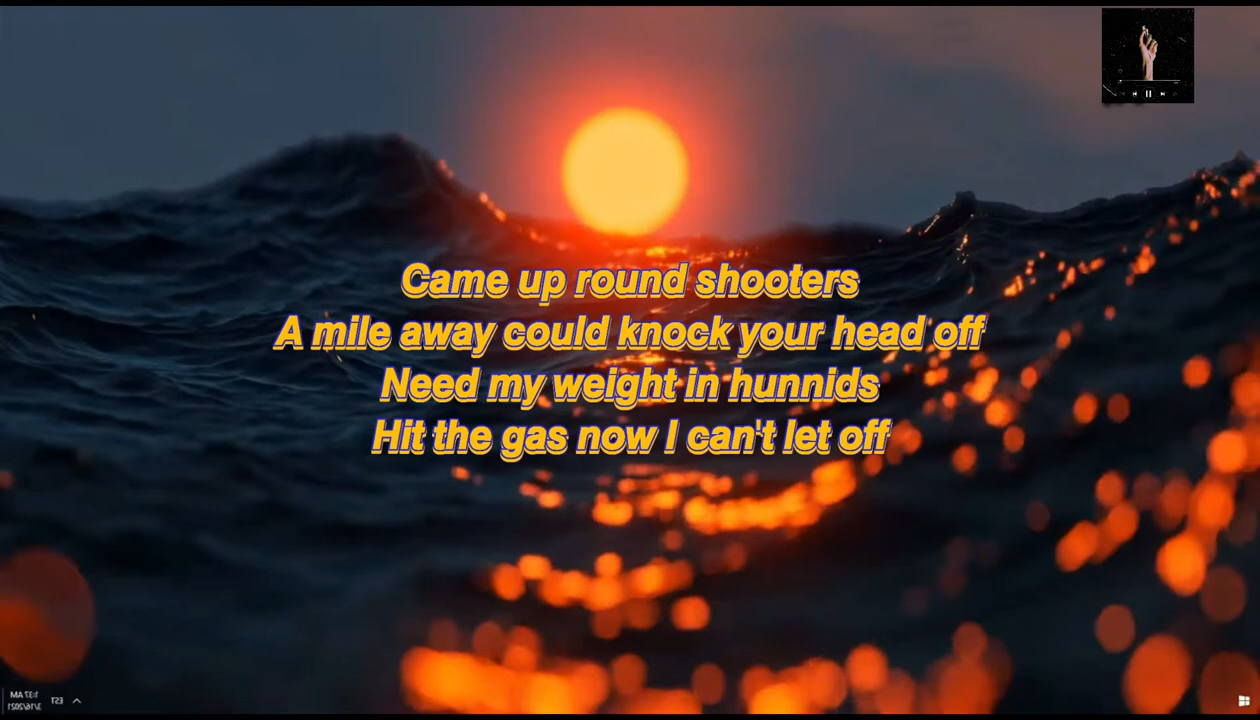 Came up round shooters
A mile away could knock your head off
Need my weight in hunnids
Hit the gas now I can't let off